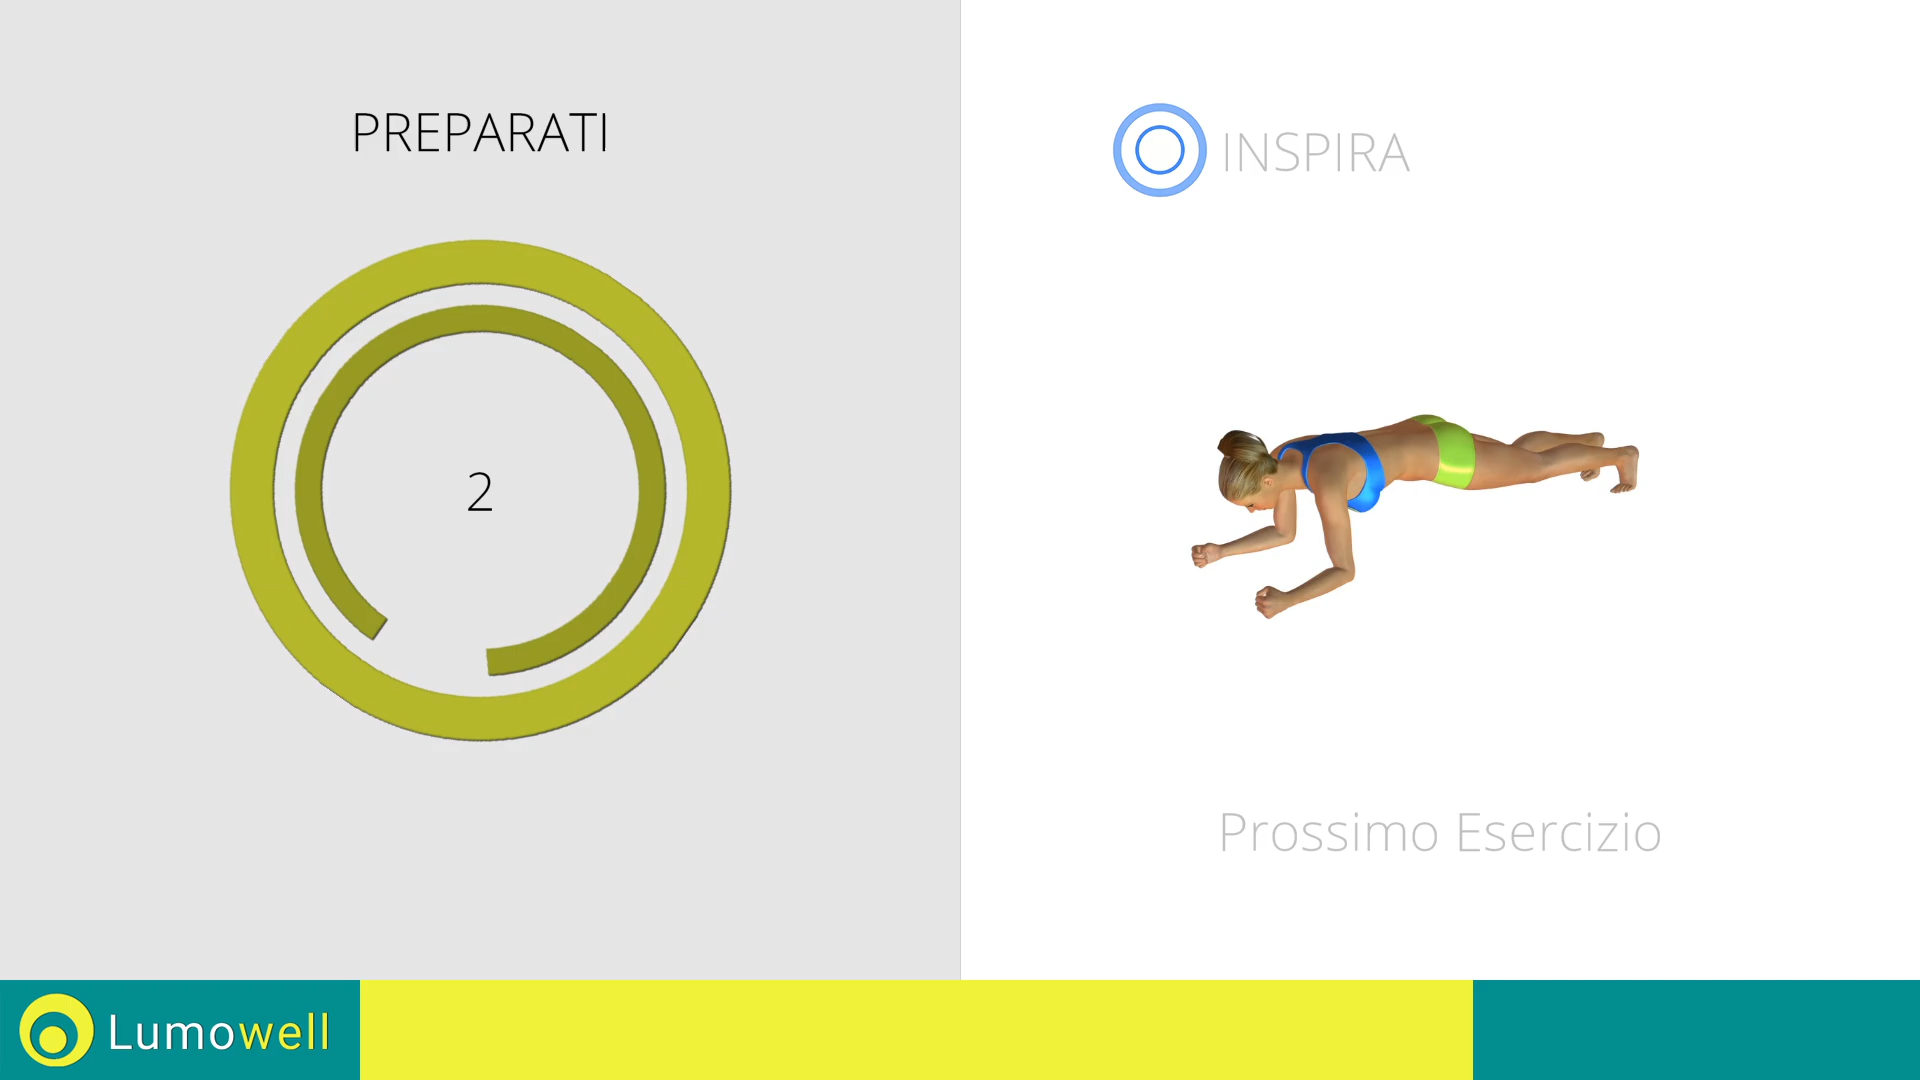 PREPARATI
2
INSPIRA
Prossimo Esercizio
Lumowell